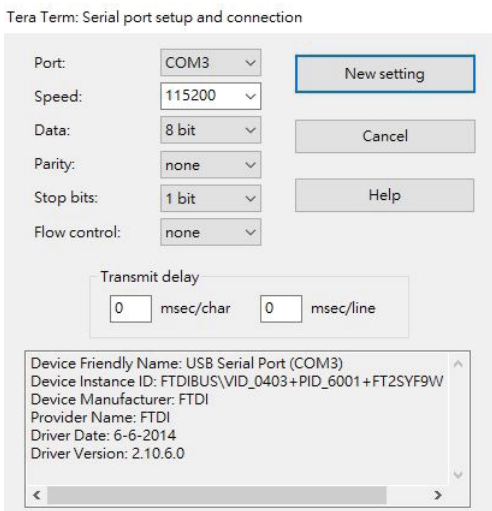 Tera Term: Serial port setup and connection
Port: COM3 New setting
Speed: 115200
Data: 8 bit Cancel
Parity: none
Stop bits: 1 bit Help
Flow control: none
Transmit delay
0 msec/char 0 msec/line
Device Friendly Name: USB Serial Port (COM3)
Device Instance ID: FTDIBUS\VID_0403+PID_6001+FT2SYF9W
Device Manufacturer: FTDI
Provider Name: FTDI
Driver Date: 6-6-2014
Driver Version: 2.10.6.0